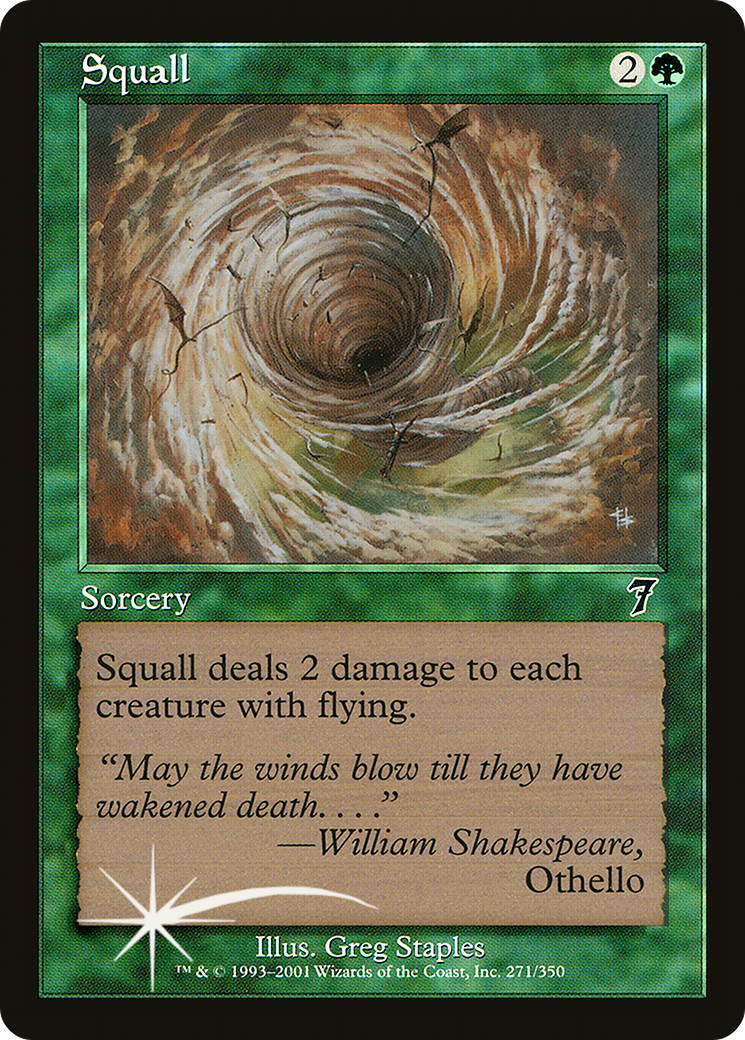 Squall
2
Sorcery
7
Squall deals 2 damage to each
creature with flying.
“May the winds blow till they have
wakened death. . . .”
—William Shakespeare,
Othello
Illus. Greg Staples
™ & © 1993–2001 Wizards of the Coast, Inc. 271/350